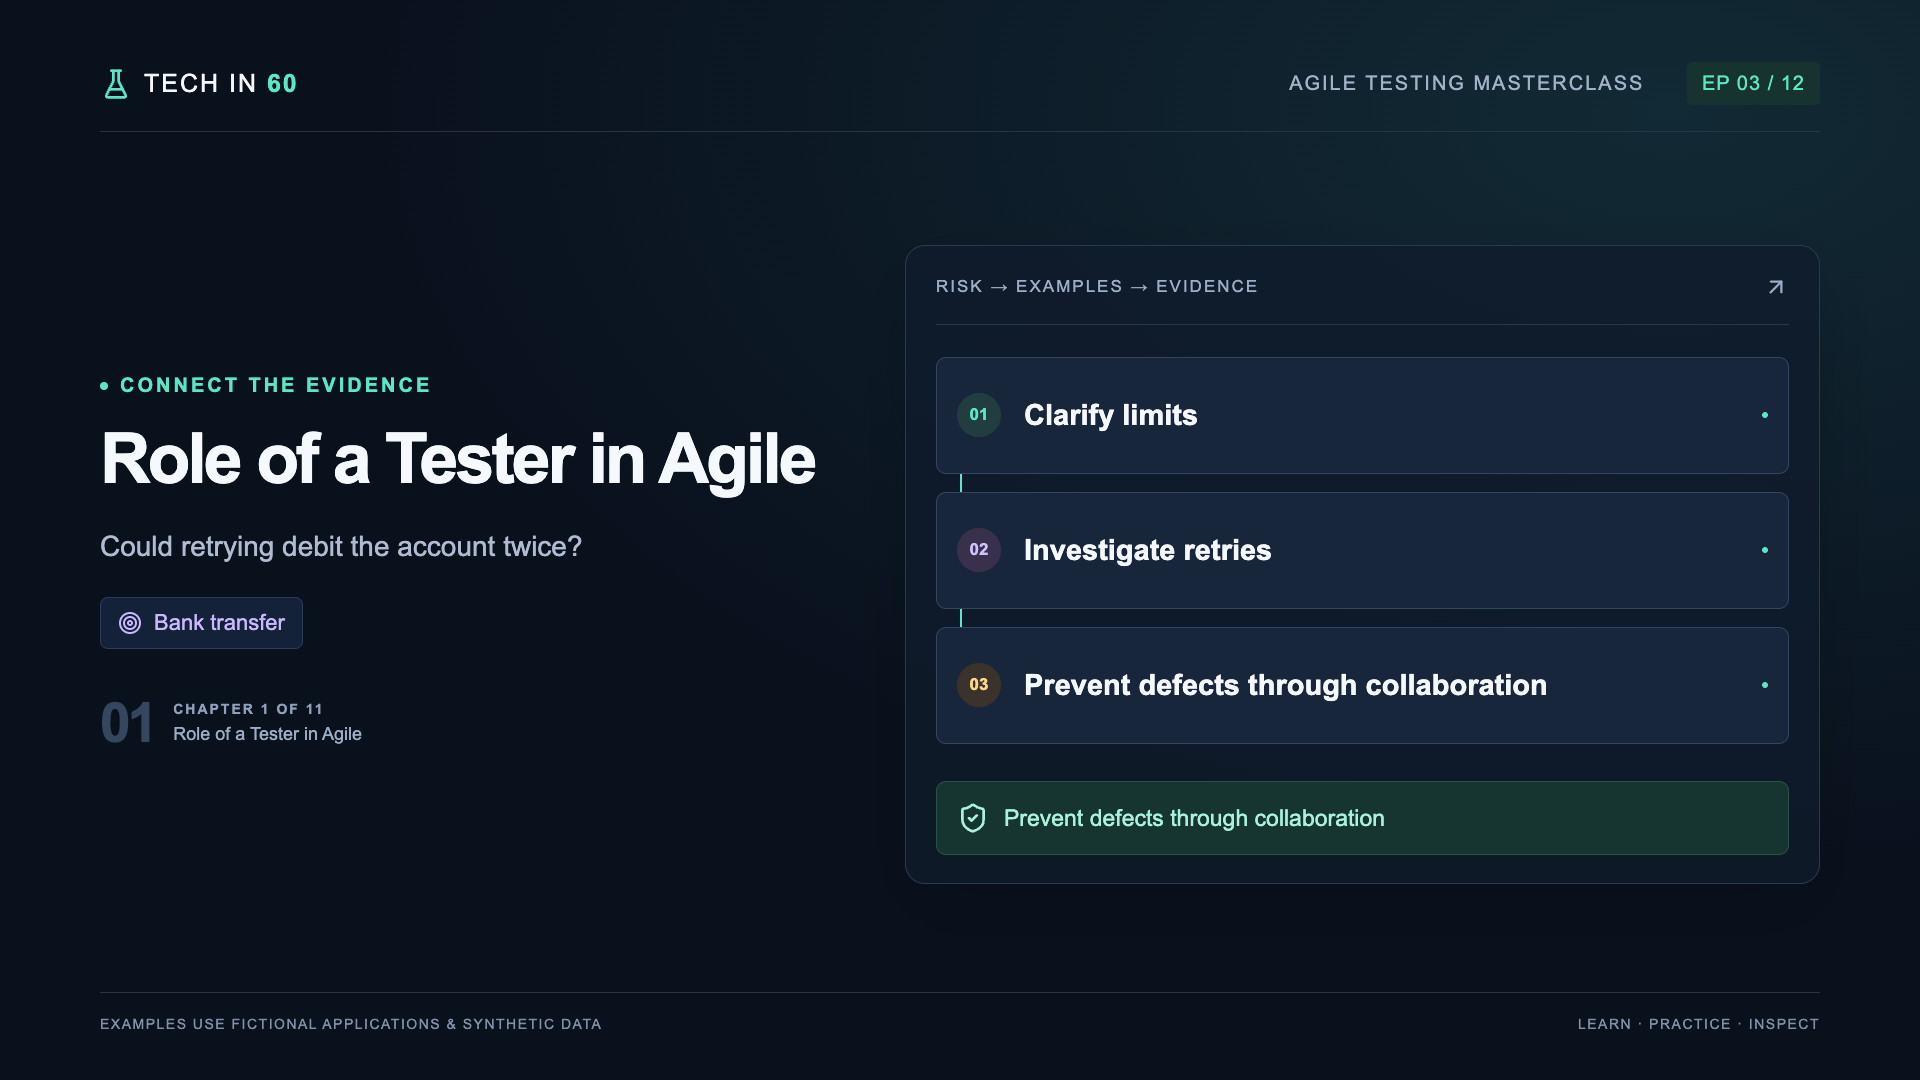 TECH IN 60
AGILE TESTING MASTERCLASS
EP 03 / 12
CONNECT THE EVIDENCE
Role of a Tester in Agile
Could retrying debit the account twice?
Bank transfer
01
CHAPTER 1 OF 11
Role of a Tester in Agile
RISK → EXAMPLES → EVIDENCE
01 Clarify limits
02 Investigate retries
03 Prevent defects through collaboration
Prevent defects through collaboration
EXAMPLES USE FICTIONAL APPLICATIONS & SYNTHETIC DATA
LEARN · PRACTICE · INSPECT